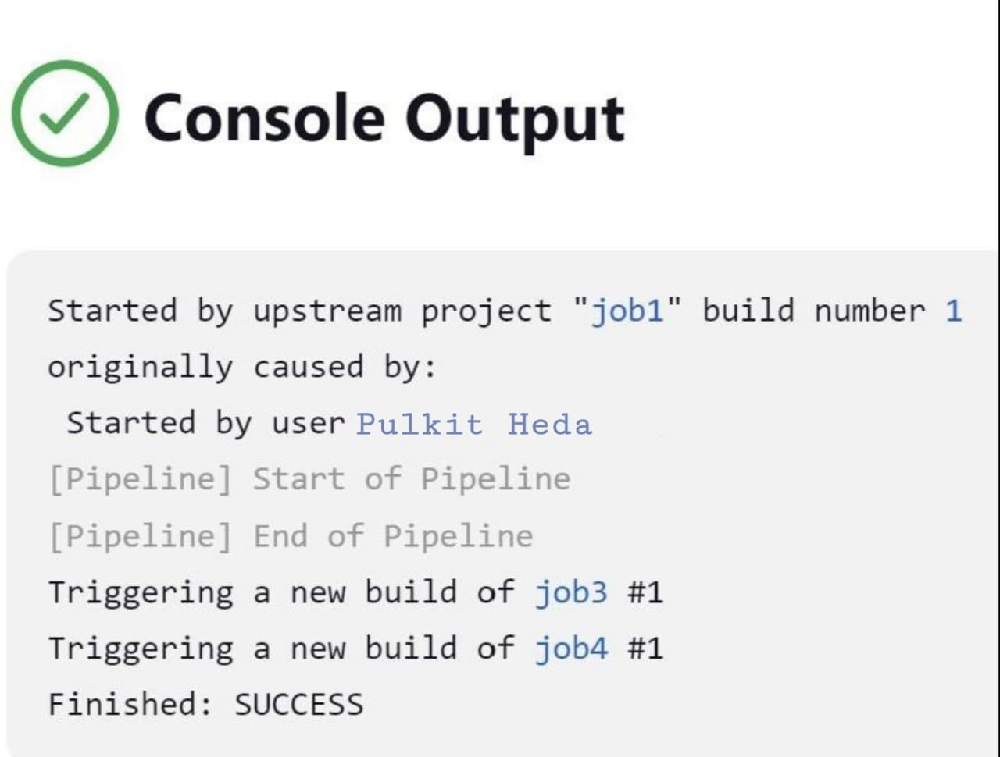 Console Output
Started by upstream project "job1" build number 1
originally caused by:
 Started by user Pulkit Heda
[Pipeline] Start of Pipeline
[Pipeline] End of Pipeline
Triggering a new build of job3 #1
Triggering a new build of job4 #1
Finished: SUCCESS